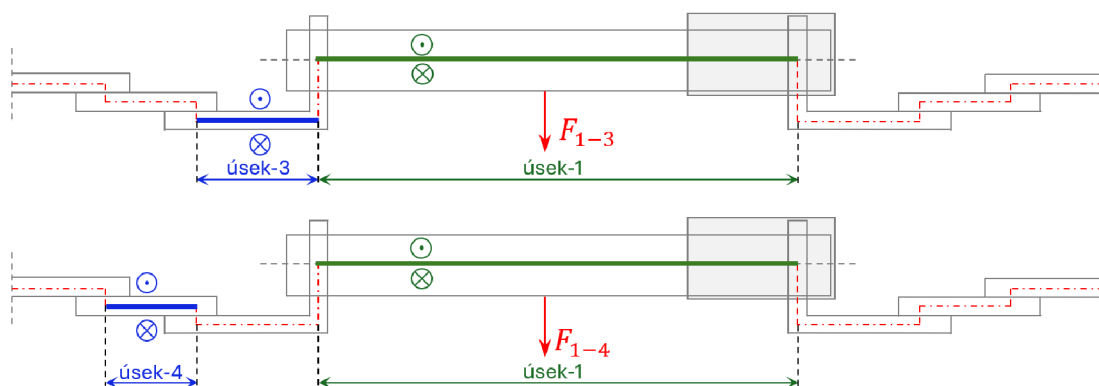 F₁₋₃
úsek-3
úsek-1
F₁₋₄
úsek-4
úsek-1